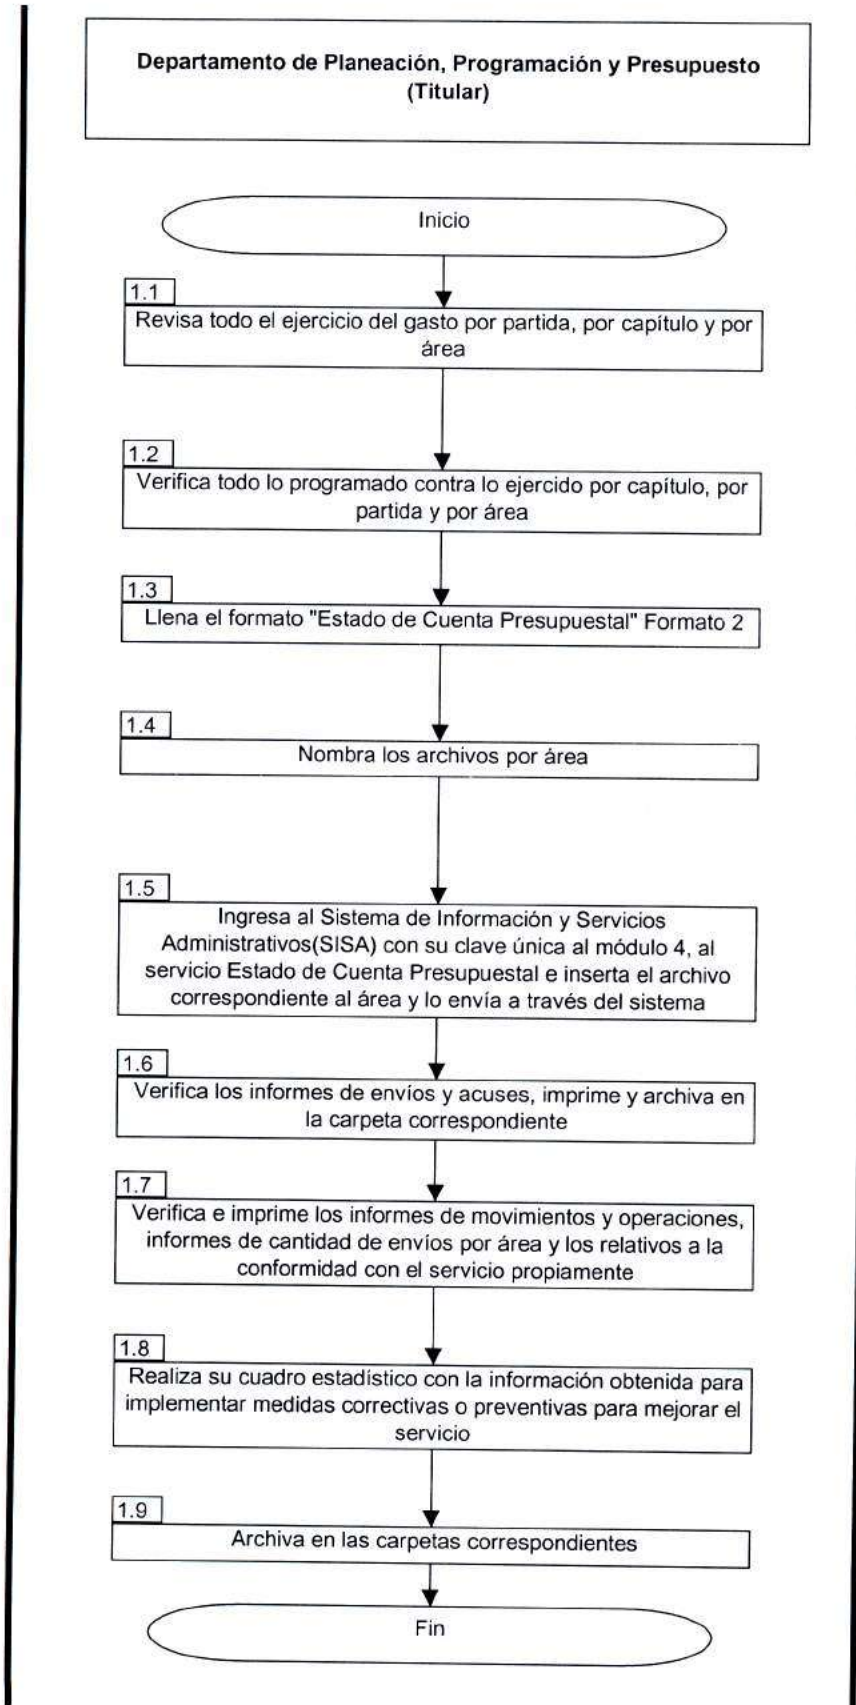 Departamento de Planeación, Programación y Presupuesto
(Titular)
Inicio
1.1
Revisa todo el ejercicio del gasto por partida, por capítulo y por
área
1.2
Verifica todo lo programado contra lo ejercido por capítulo, por
partida y por área
1.3
Llena el formato "Estado de Cuenta Presupuestal" Formato 2
1.4
Nombra los archivos por área
1.5
Ingresa al Sistema de Información y Servicios
Administrativos(SISA) con su clave única al módulo 4, al
servicio Estado de Cuenta Presupuestal e inserta el archivo
correspondiente al área y lo envía a través del sistema
1.6
Verifica los informes de envíos y acuses, imprime y archiva en
la carpeta correspondiente
1.7
Verifica e imprime los informes de movimientos y operaciones,
informes de cantidad de envíos por área y los relativos a la
conformidad con el servicio propiamente
1.8
Realiza su cuadro estadístico con la información obtenida para
implementar medidas correctivas o preventivas para mejorar el
servicio
1.9
Archiva en las carpetas correspondientes
Fin